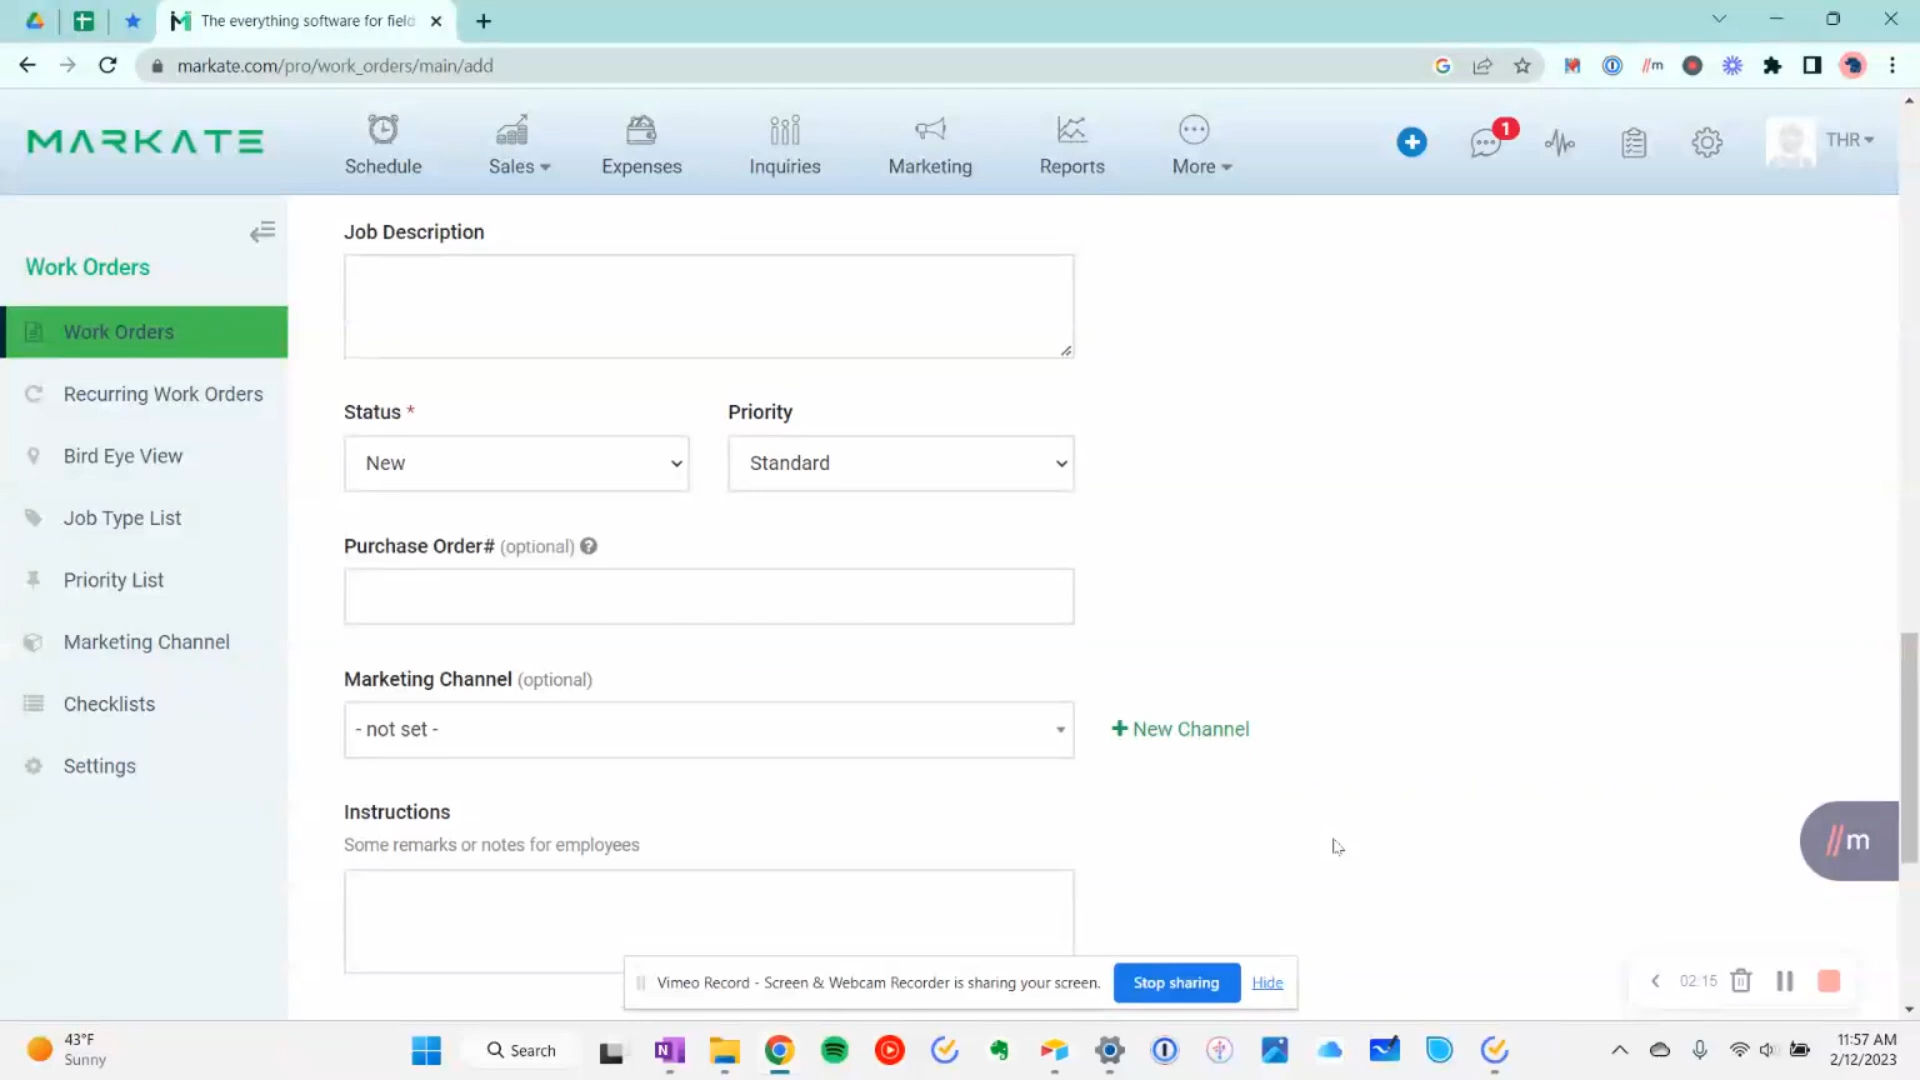 The everything software for field
markate.com/pro/work_orders/main/add
MARKATE
Schedule
Sales
Expenses
Inquiries
Marketing
Reports
More
1
THR
Work Orders
Work Orders
Recurring Work Orders
Bird Eye View
Job Type List
Priority List
Marketing Channel
Checklists
Settings
Job Description
Status * Priority
New Standard
Purchase Order# (optional)
Marketing Channel (optional)
- not set - + New Channel
Instructions
Some remarks or notes for employees
//m
Vimeo Record - Screen & Webcam Recorder is sharing your screen. Stop sharing Hide
02:15
43°F
Sunny
Search
11:57 AM
2/12/2023